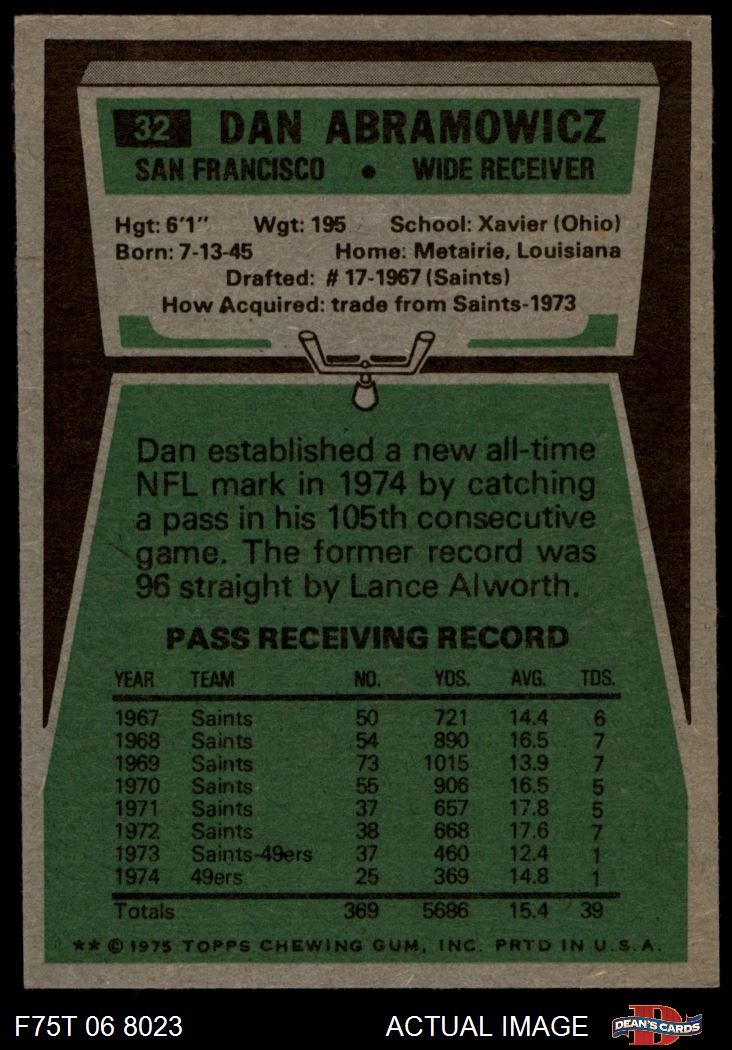 32 DAN ABRAMOWICZ
SAN FRANCISCO • WIDE RECEIVER
Hgt: 6'1" Wgt: 195 School: Xavier (Ohio)
Born: 7-13-45 Home: Metairie, Louisiana
Drafted: # 17-1967 (Saints)
How Acquired: trade from Saints-1973
Dan established a new all-time
NFL mark in 1974 by catching
a pass in his 105th consecutive
game. The former record was
96 straight by Lance Alworth.
PASS RECEIVING RECORD
YEAR TEAM NO. YDS. AVG. TDS.
1967 Saints 50 721 14.4 6
1968 Saints 54 890 16.5 7
1969 Saints 73 1015 13.9 7
1970 Saints 55 906 16.5 5
1971 Saints 37 657 17.8 5
1972 Saints 38 668 17.6 7
1973 Saints-49ers 37 460 12.4 1
1974 49ers 25 369 14.8 1
Totals 369 5686 15.4 39
** © 1975 TOPPS CHEWING GUM, INC. PRTD IN U.S.A.
F75T 06 8023 ACTUAL IMAGE D DEAN'S CARDS